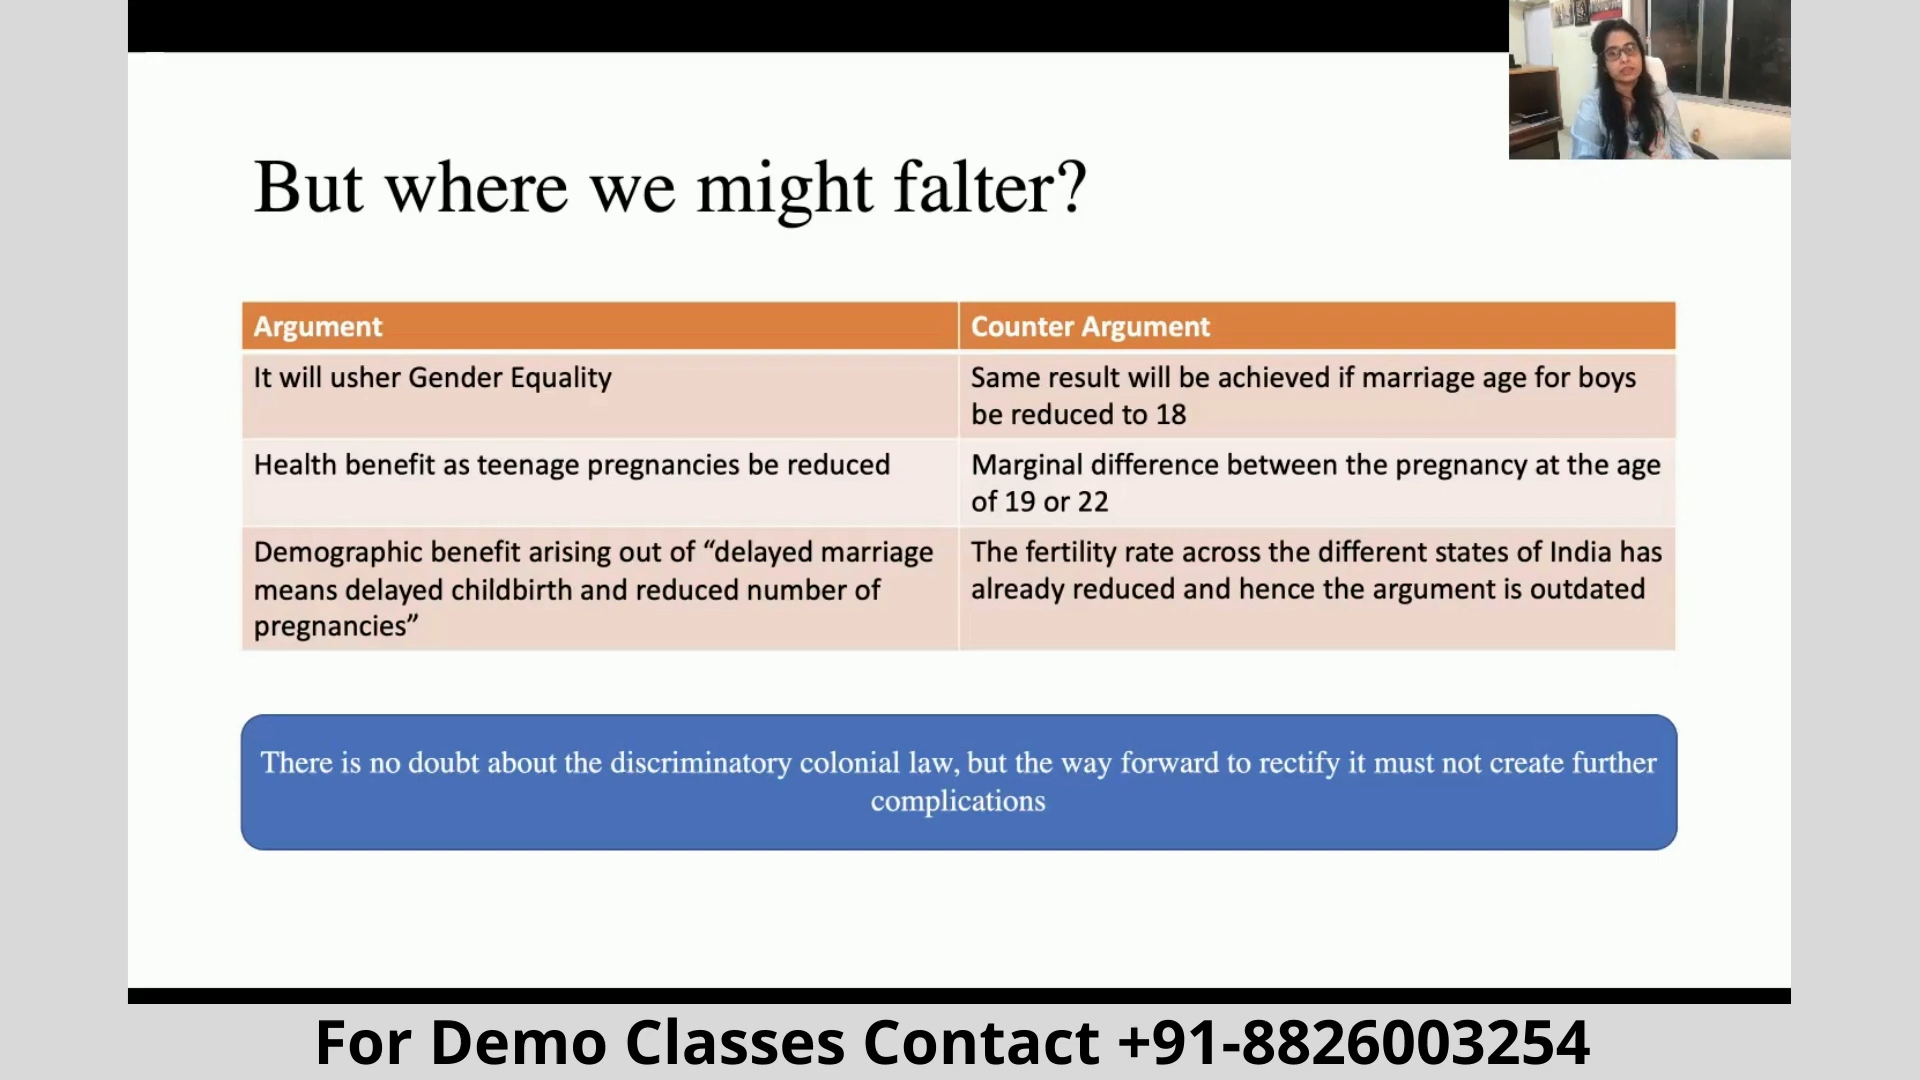 But where we might falter?
Argument
Counter Argument
It will usher Gender Equality
Same result will be achieved if marriage age for boys
be reduced to 18
Health benefit as teenage pregnancies be reduced
Marginal difference between the pregnancy at the age
of 19 or 22
Demographic benefit arising out of “delayed marriage
means delayed childbirth and reduced number of
pregnancies”
The fertility rate across the different states of India has
already reduced and hence the argument is outdated
There is no doubt about the discriminatory colonial law, but the way forward to rectify it must not create further
complications
For Demo Classes Contact +91-8826003254